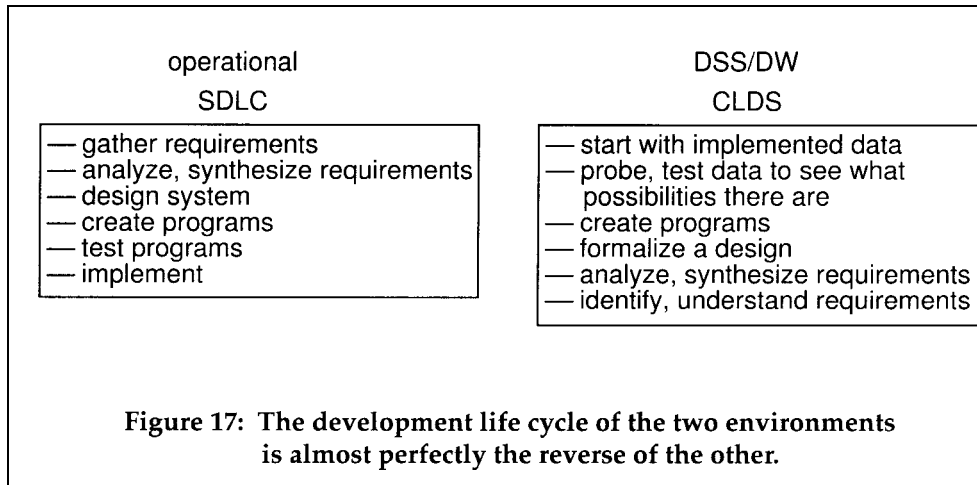 operational
SDLC
— gather requirements
— analyze, synthesize requirements
— design system
— create programs
— test programs
— implement
DSS/DW
CLDS
— start with implemented data
— probe, test data to see what
possibilities there are
— create programs
— formalize a design
— analyze, synthesize requirements
— identify, understand requirements
Figure 17: The development life cycle of the two environments
is almost perfectly the reverse of the other.